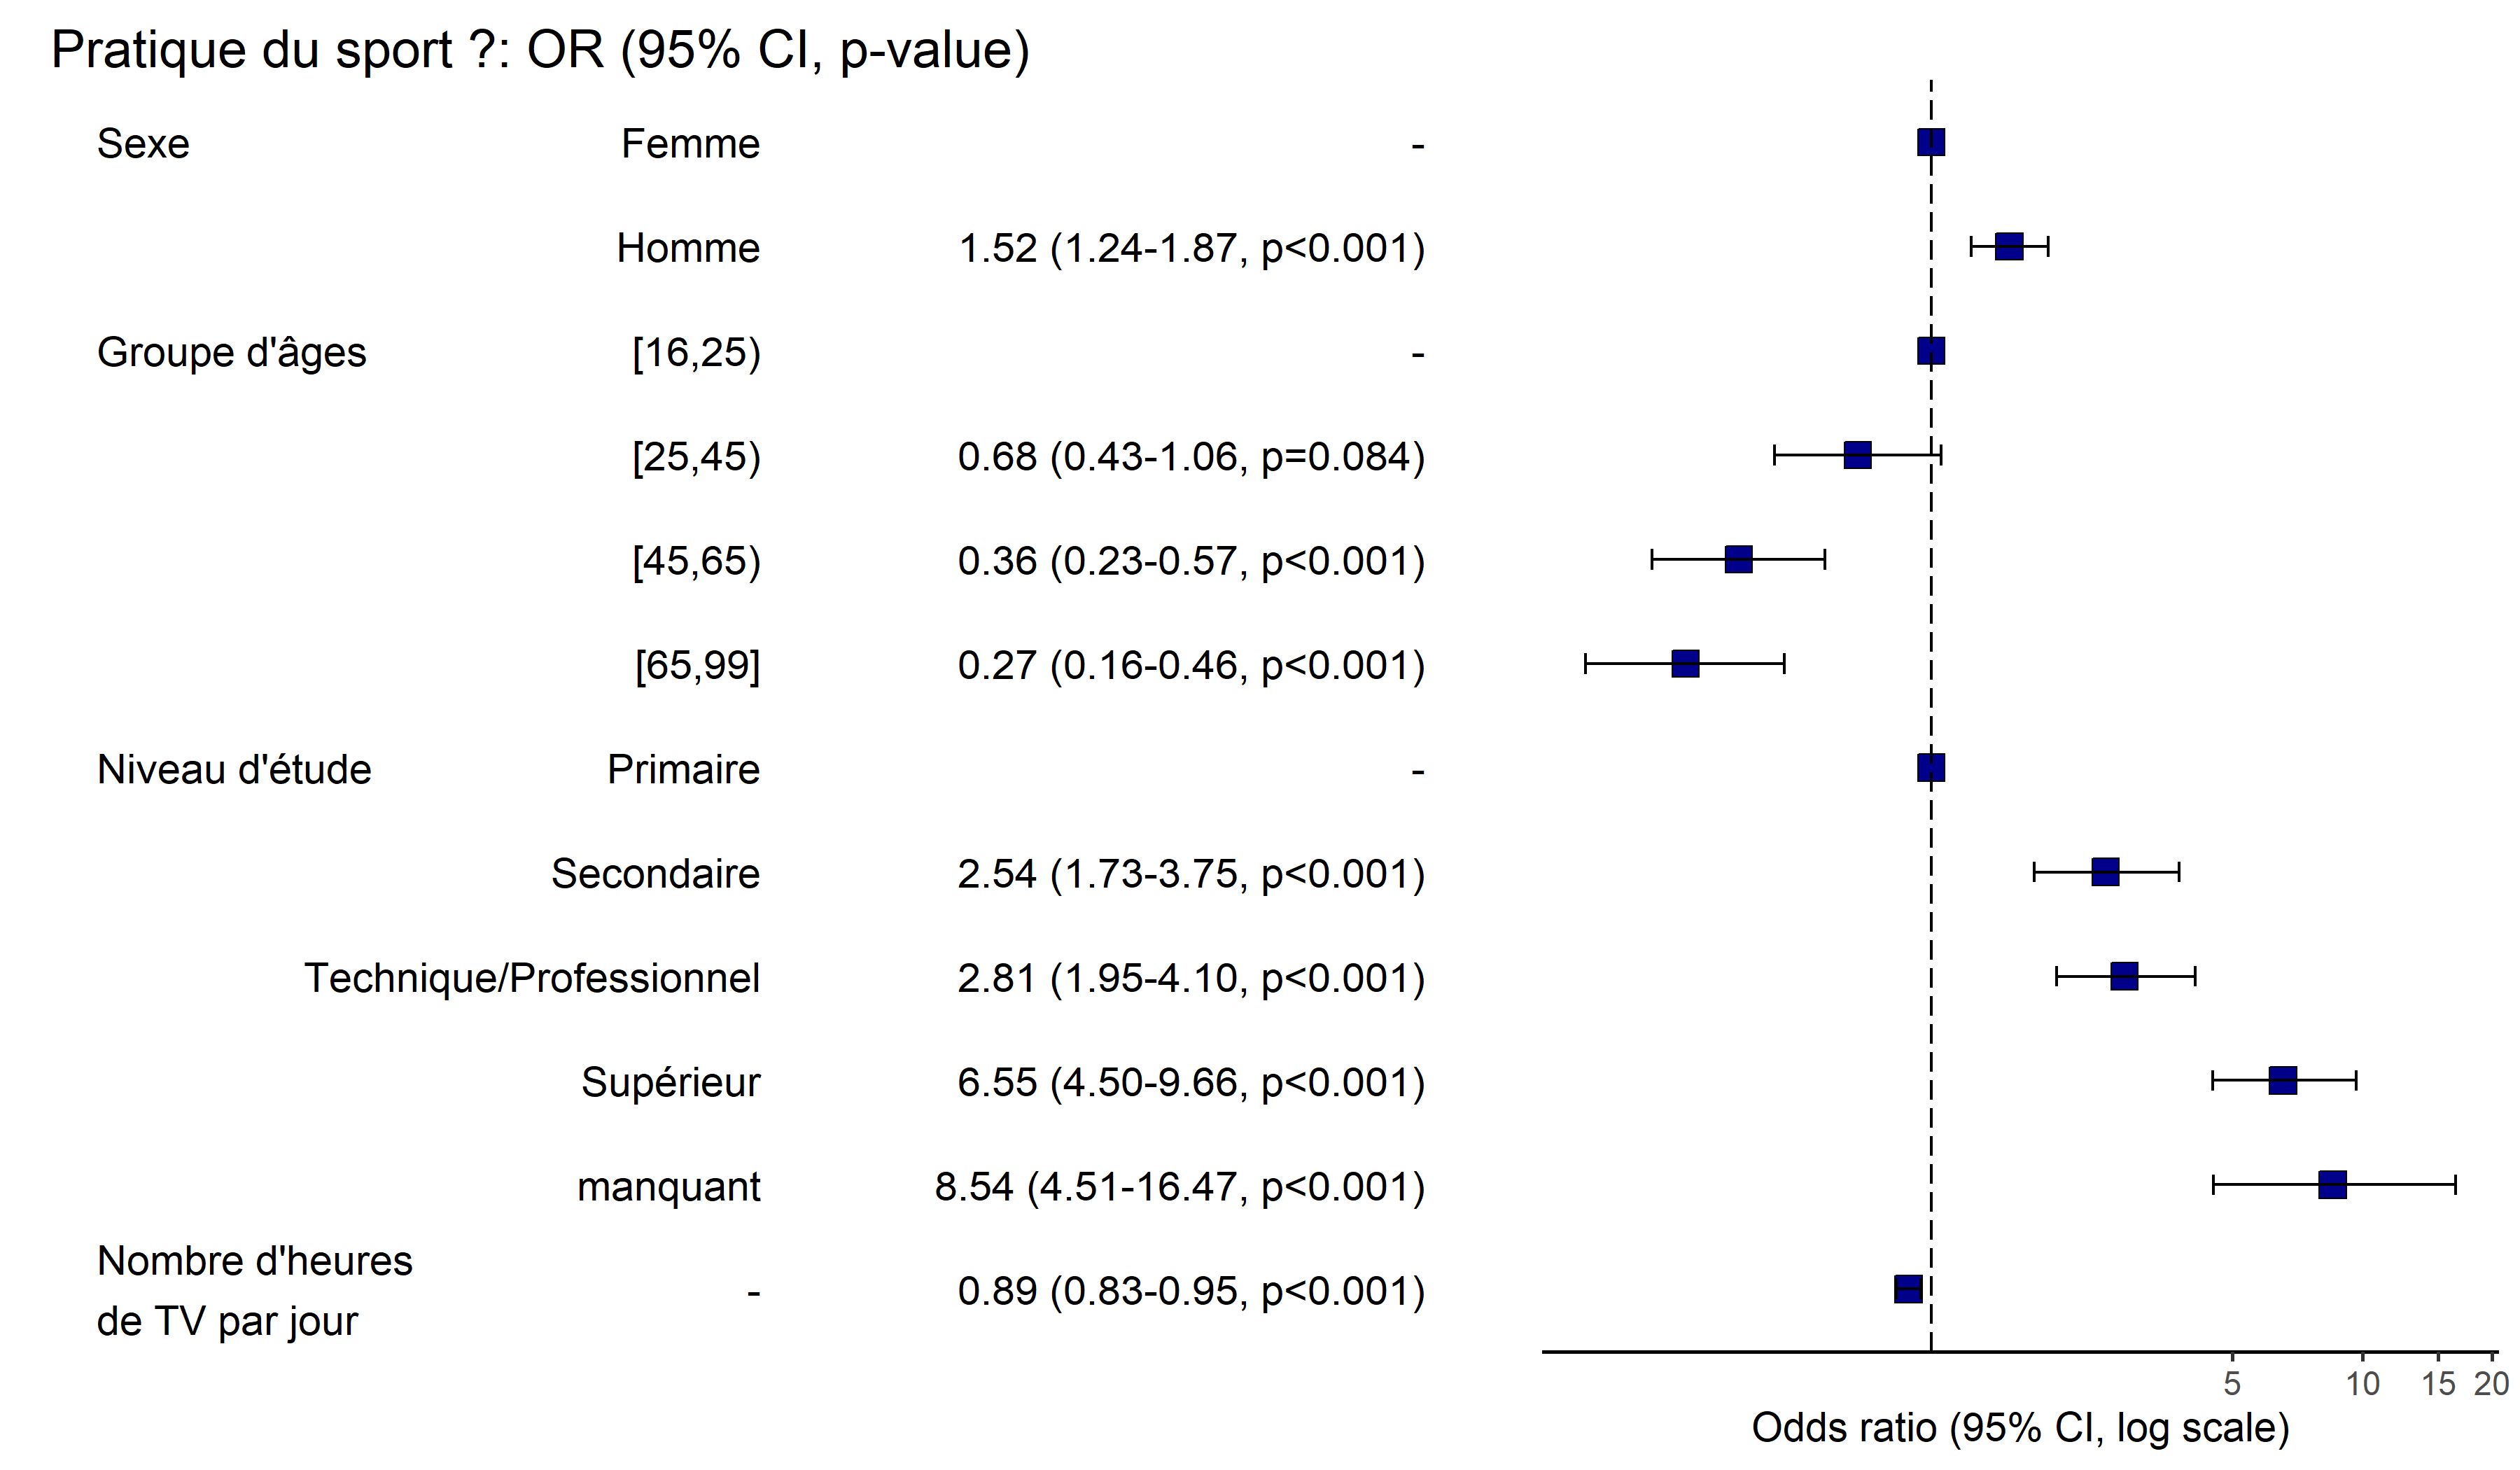 Pratique du sport ?: OR (95% CI, p-value)
Sexe Femme -
Homme 1.52 (1.24-1.87, p<0.001)
Groupe d'âges [16,25) -
[25,45) 0.68 (0.43-1.06, p=0.084)
[45,65) 0.36 (0.23-0.57, p<0.001)
[65,99] 0.27 (0.16-0.46, p<0.001)
Niveau d'étude Primaire -
Secondaire 2.54 (1.73-3.75, p<0.001)
Technique/Professionnel 2.81 (1.95-4.10, p<0.001)
Supérieur 6.55 (4.50-9.66, p<0.001)
manquant 8.54 (4.51-16.47, p<0.001)
Nombre d'heures
de TV par jour
- 0.89 (0.83-0.95, p<0.001)
5 10 15 20
Odds ratio (95% CI, log scale)